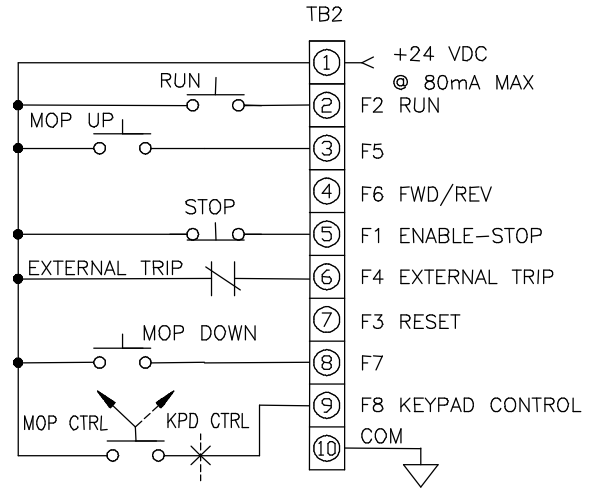 TB2
+24 VDC
@ 80mA MAX
1
RUN
2
F2 RUN
MOP UP
3
F5
4
F6 FWD/REV
STOP
5
F1 ENABLE-STOP
EXTERNAL TRIP
6
F4 EXTERNAL TRIP
7
F3 RESET
MOP DOWN
8
F7
9
F8 KEYPAD CONTROL
MOP CTRL
KPD CTRL
10
COM